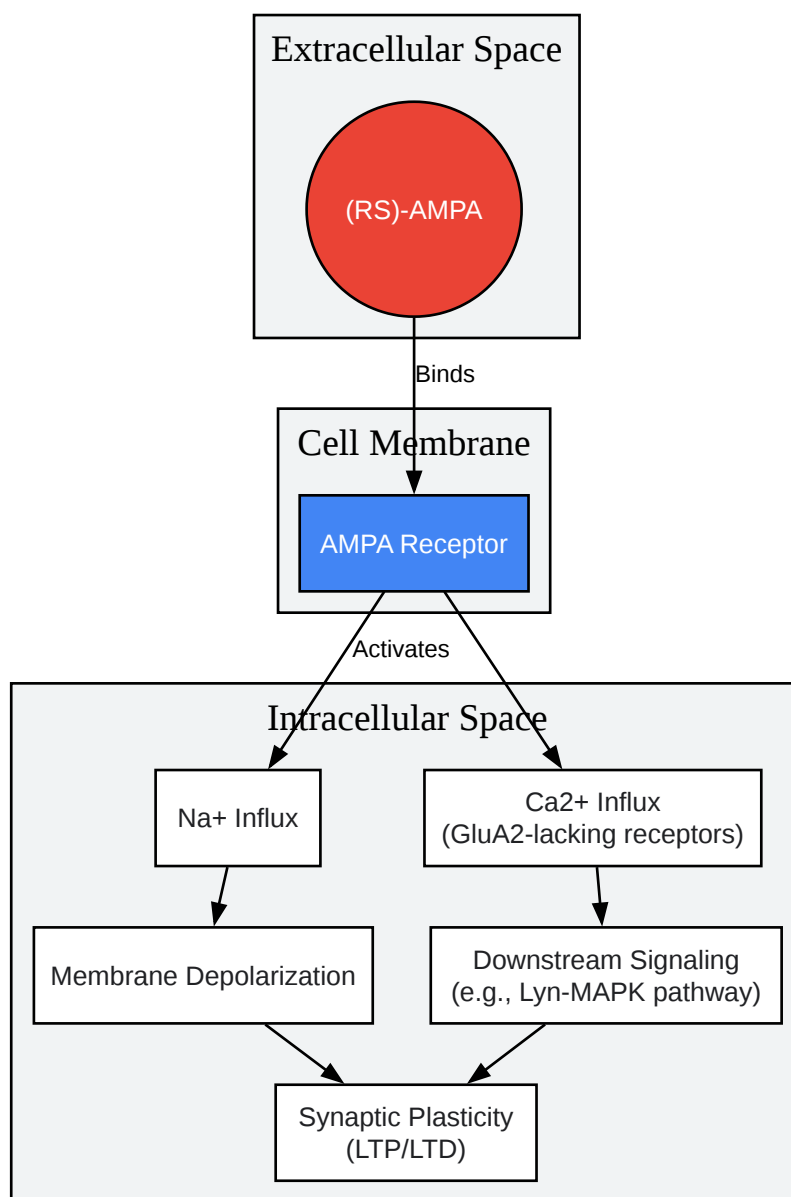 Extracellular Space
(RS)-AMPA
Binds
Cell Membrane
AMPA Receptor
Activates
Intracellular Space
Na+ Influx
Ca2+ Influx
(GluA2-lacking receptors)
Membrane Depolarization
Downstream Signaling
(e.g., Lyn-MAPK pathway)
Synaptic Plasticity
(LTP/LTD)